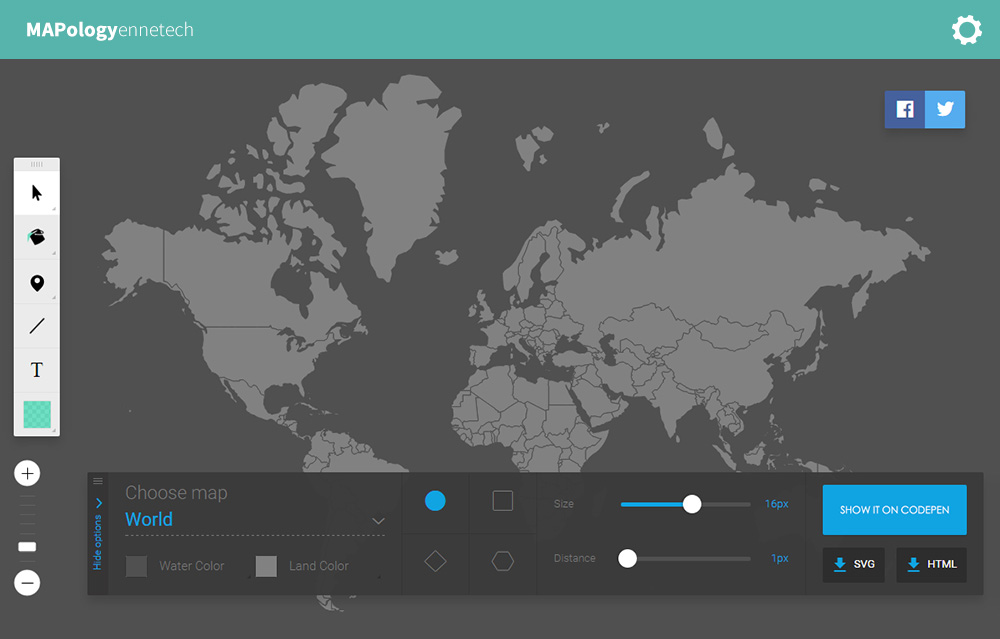 MAPologyennetech
T
Hide options
Choose map
World
Water Color
Land Color
Size
16px
Distance
1px
SHOW IT ON CODEPEN
SVG
HTML